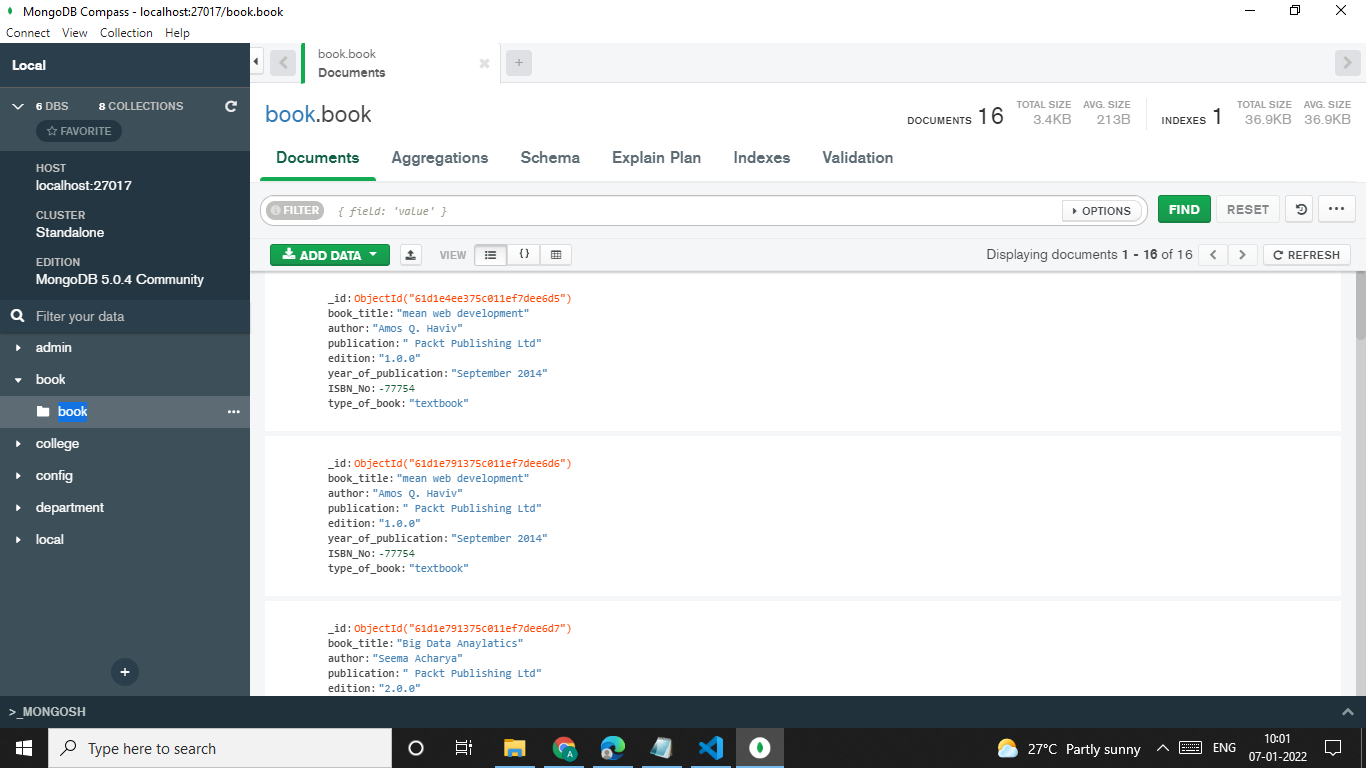 MongoDB Compass - localhost:27017/book.book
Connect View Collection Help
Local
6 DBS 8 COLLECTIONS
FAVORITE
HOST
localhost:27017
CLUSTER
Standalone
EDITION
MongoDB 5.0.4 Community
Filter your data
admin
book
book
college
config
department
local
book.book
Documents
book.book
DOCUMENTS 16 TOTAL SIZE 3.4KB AVG. SIZE 213B INDEXES 1 TOTAL SIZE 36.9KB AVG. SIZE 36.9KB
Documents Aggregations Schema Explain Plan Indexes Validation
FILTER { field: 'value' } OPTIONS FIND RESET
ADD DATA VIEW {} Displaying documents 1 - 16 of 16 REFRESH
_id: ObjectId("61d1e4ee375c011ef7dee6d5")
book_title: "mean web development"
author: "Amos Q. Haviv"
publication: " Packt Publishing Ltd"
edition: "1.0.0"
year_of_publication: "September 2014"
ISBN_No: -77754
type_of_book: "textbook"
_id: ObjectId("61d1e791375c011ef7dee6d6")
book_title: "mean web development"
author: "Amos Q. Haviv"
publication: " Packt Publishing Ltd"
edition: "1.0.0"
year_of_publication: "September 2014"
ISBN_No: -77754
type_of_book: "textbook"
_id: ObjectId("61d1e791375c011ef7dee6d7")
book_title: "Big Data Anaylatics"
author: "Seema Acharya"
publication: " Packt Publishing Ltd"
edition: "2.0.0"
>_MONGOSH
Type here to search
A
27°C Partly sunny
ENG
10:01
07-01-2022